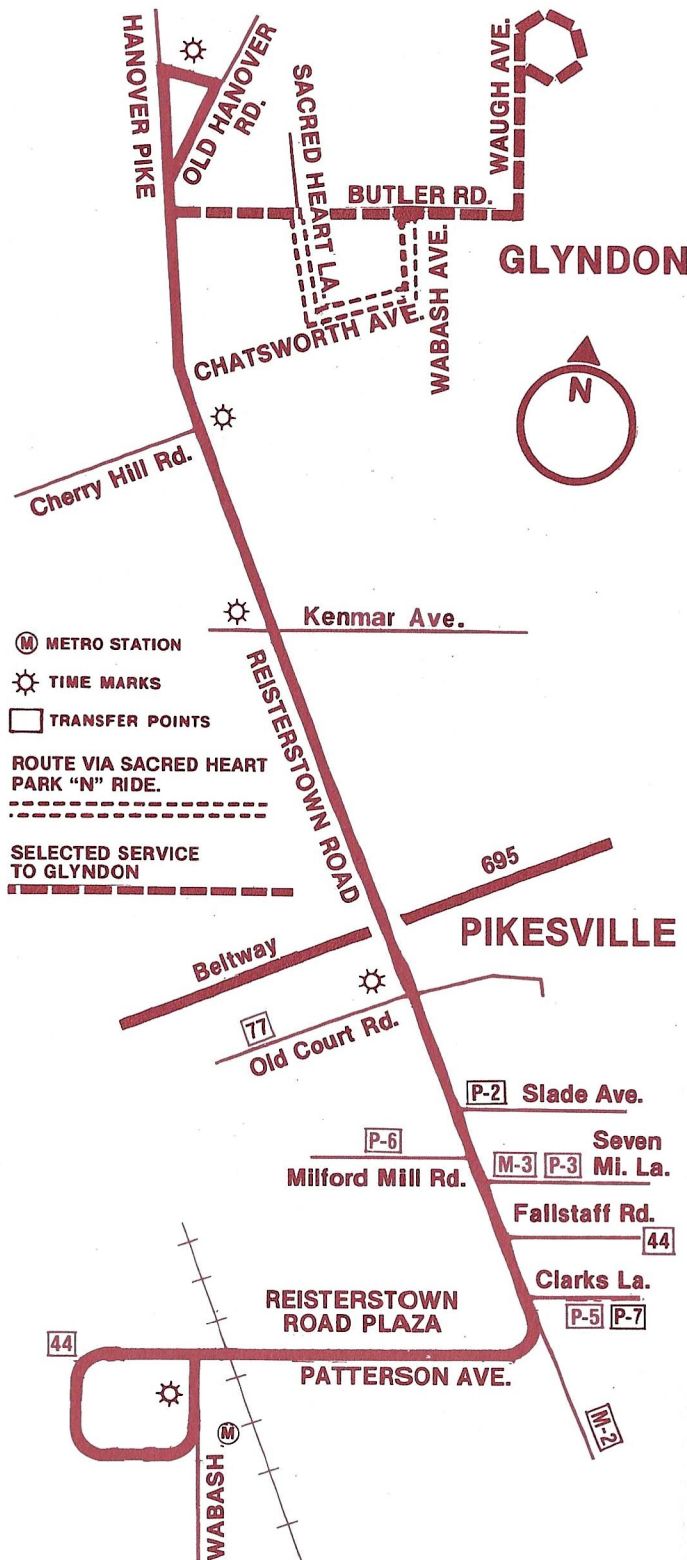 HANOVER PIKE
OLD HANOVER
RD.
SACRED HEART LA.
WAUGH AVE.
BUTLER RD.
WABASH AVE.
GLYNDON
CHATSWORTH AVE.
N
Cherry Hill Rd.
Kenmar Ave.
M METRO STATION
TIME MARKS
TRANSFER POINTS
ROUTE VIA SACRED HEART
PARK “N” RIDE.
SELECTED SERVICE
TO GLYNDON
REISTERSTOWN ROAD
695
Beltway
PIKESVILLE
77
Old Court Rd.
P-2 Slade Ave.
P-6
Milford Mill Rd.
M-3 P-3 Seven
Mi. La.
Fallstaff Rd.
44
Clarks La.
P-5 P-7
REISTERSTOWN
ROAD PLAZA
44
PATTERSON AVE.
M-2
M
WABASH